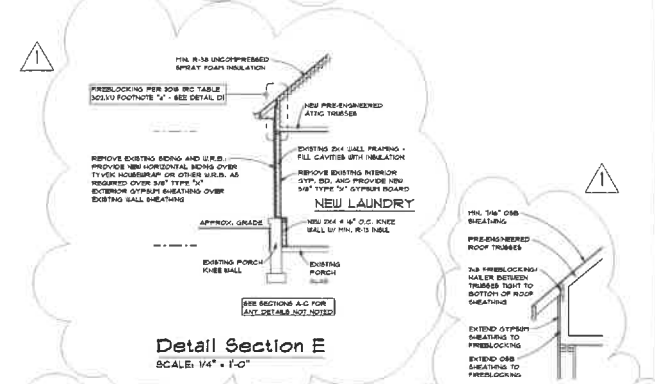 1
MIN. R-38 UNCOMPRESSED
SPRAY FOAM INSULATION
FIREBLOCKING PER 2015 IRC TABLE
FOOTNOTE "a" - SEE DETAIL D1
NEW PRE-ENGINEERED
ATTIC TRUSSES
REMOVE EXISTING SIDING AND W.R.B.;
PROVIDE NEW HORIZONTAL SIDING OVER
TYVEK HOUSEWRAP OR OTHER W.R.B. AS
REQUIRED OVER 5/8" TYPE "X"
EXTERIOR GYPSUM SHEATHING OVER
EXISTING WALL SHEATHING
EXISTING 2X4 WALL FRAMING -
FILL CAVITIES WITH INSULATION
REMOVE EXISTING INTERIOR
GYP. BD. AND PROVIDE NEW
5/8" TYPE "X" GYPSUM BOARD
NEW LAUNDRY
APPROX. GRADE
NEW 2X4 @ 16" O.C. KNEE
WALL W/ MIN. R-13 INSUL
EXISTING PORCH
KNEE WALL
EXISTING
PORCH
SLAB
SEE SECTIONS A-C FOR
ANY DETAILS NOT NOTED
Detail Section E
SCALE: 1/4" = 1'-0"
1
MIN. 7/16" OSB
SHEATHING
PRE-ENGINEERED
ROOF TRUSSES
FIREBLOCKING/
NAILER BETWEEN
TRUSSES TIGHT TO
BOTTOM OF ROOF
SHEATHING
EXTEND GYPSUM
SHEATHING TO
FIREBLOCKING
EXTEND OSB
SHEATHING TO
FIREBLOCKING